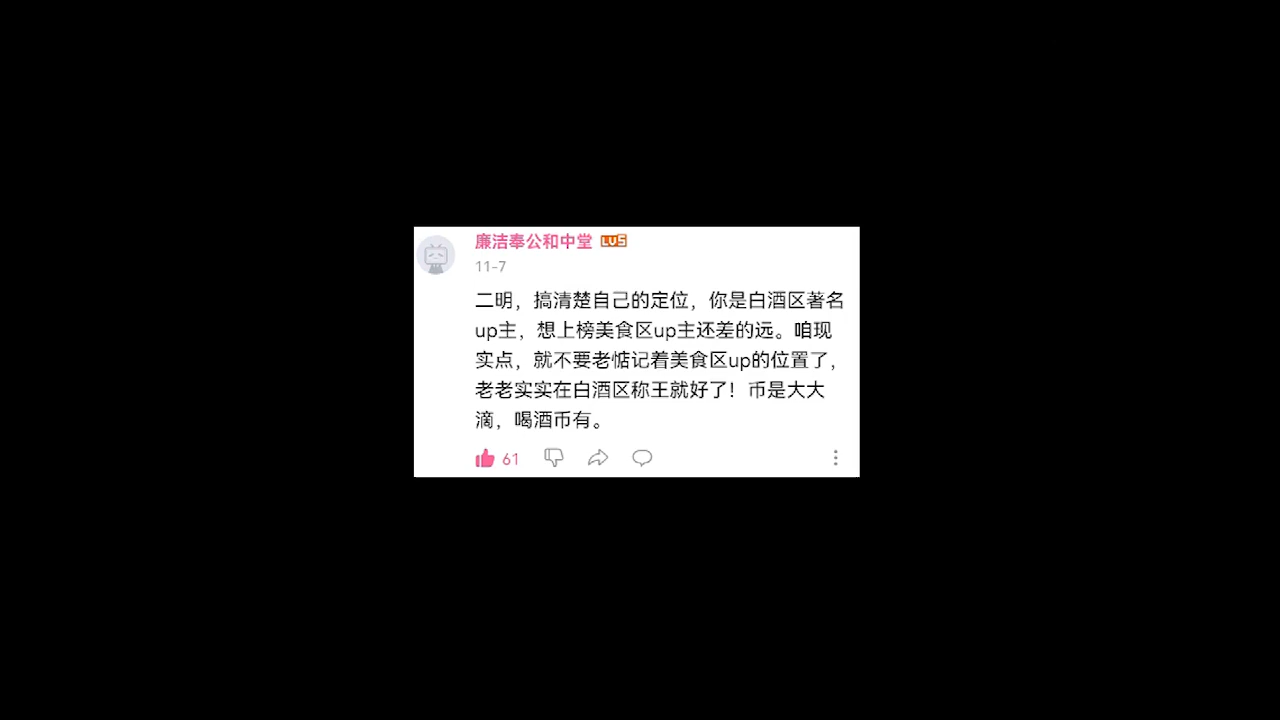 廉洁奉公和中堂 LV5
11-7
二明，搞清楚自己的定位，你是白酒区著名
up主，想上榜美食区up主还差的远。咱现
实点，就不要老惦记着美食区up的位置了，
老老实实在白酒区称王就好了！币是大大
滴，喝酒币有。
61